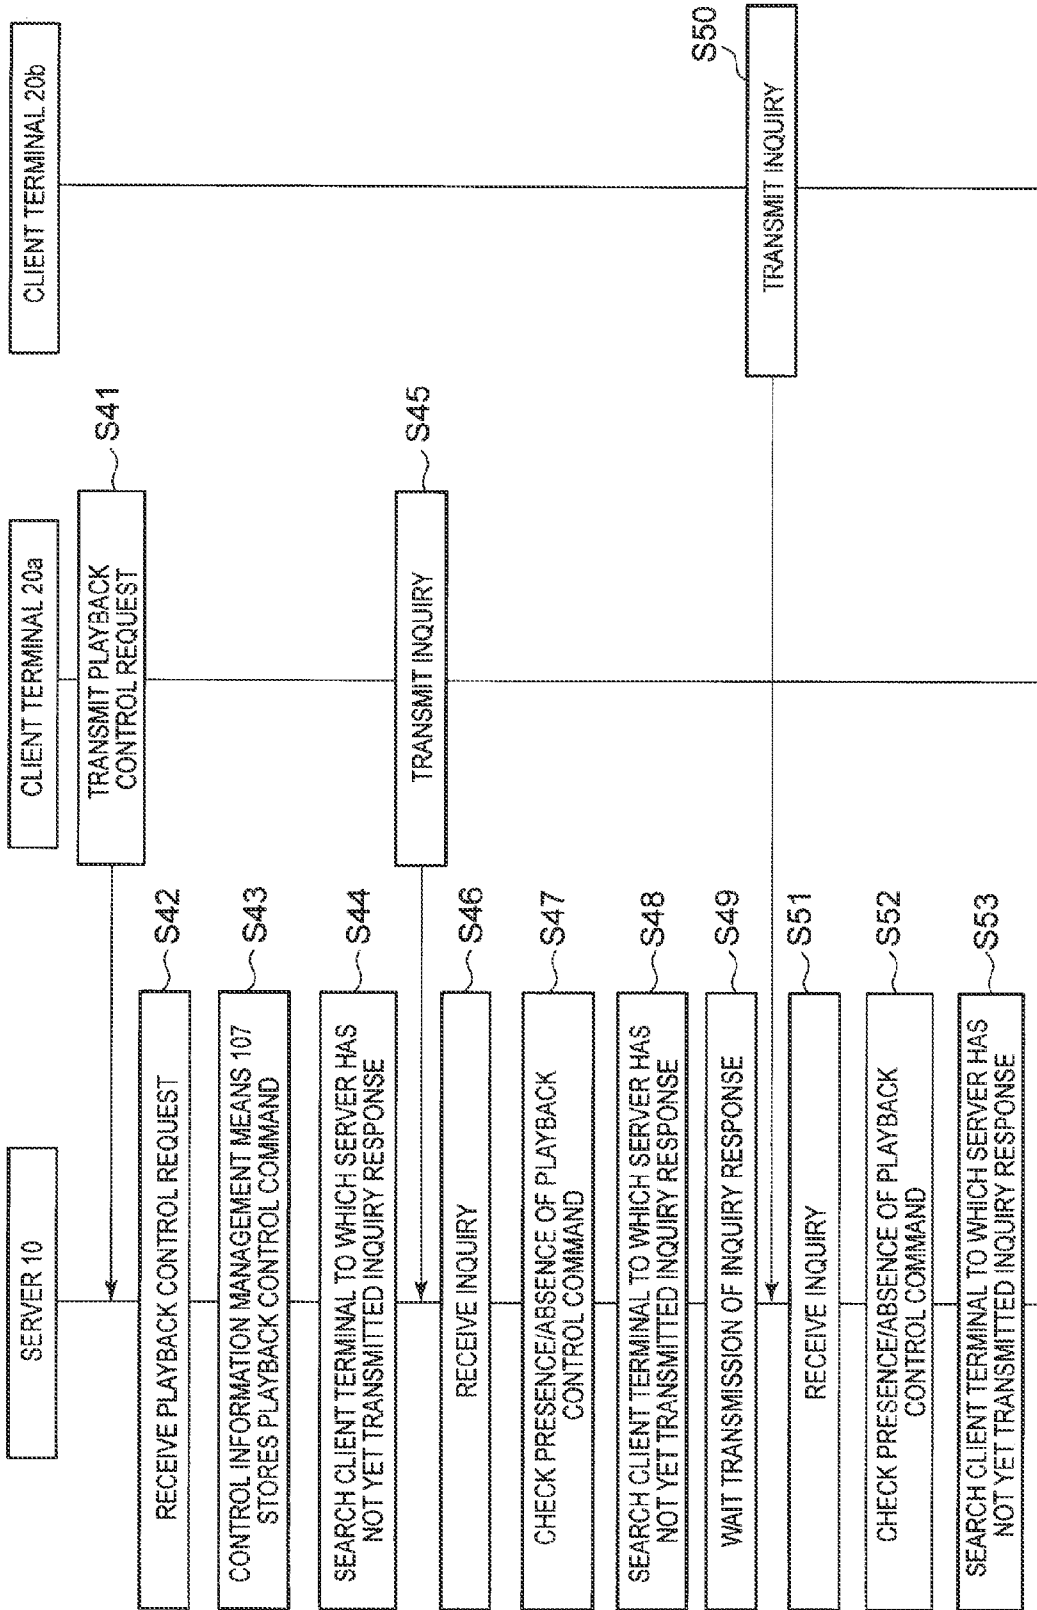 SERVER 10
CLIENT TERMINAL 20a
CLIENT TERMINAL 20b
TRANSMIT PLAYBACK
CONTROL REQUEST
S41
RECEIVE PLAYBACK CONTROL REQUEST
S42
CONTROL INFORMATION MANAGEMENT MEANS 107
STORES PLAYBACK CONTROL COMMAND
S43
SEARCH CLIENT TERMINAL TO WHICH SERVER HAS
NOT YET TRANSMITTED INQUIRY RESPONSE
S44
TRANSMIT INQUIRY
S45
RECEIVE INQUIRY
S46
CHECK PRESENCE/ABSENCE OF PLAYBACK
CONTROL COMMAND
S47
SEARCH CLIENT TERMINAL TO WHICH SERVER HAS
NOT YET TRANSMITTED INQUIRY RESPONSE
S48
WAIT TRANSMISSION OF INQUIRY RESPONSE
S49
TRANSMIT INQUIRY
S50
RECEIVE INQUIRY
S51
CHECK PRESENCE/ABSENCE OF PLAYBACK
CONTROL COMMAND
S52
SEARCH CLIENT TERMINAL TO WHICH SERVER HAS
NOT YET TRANSMITTED INQUIRY RESPONSE
S53